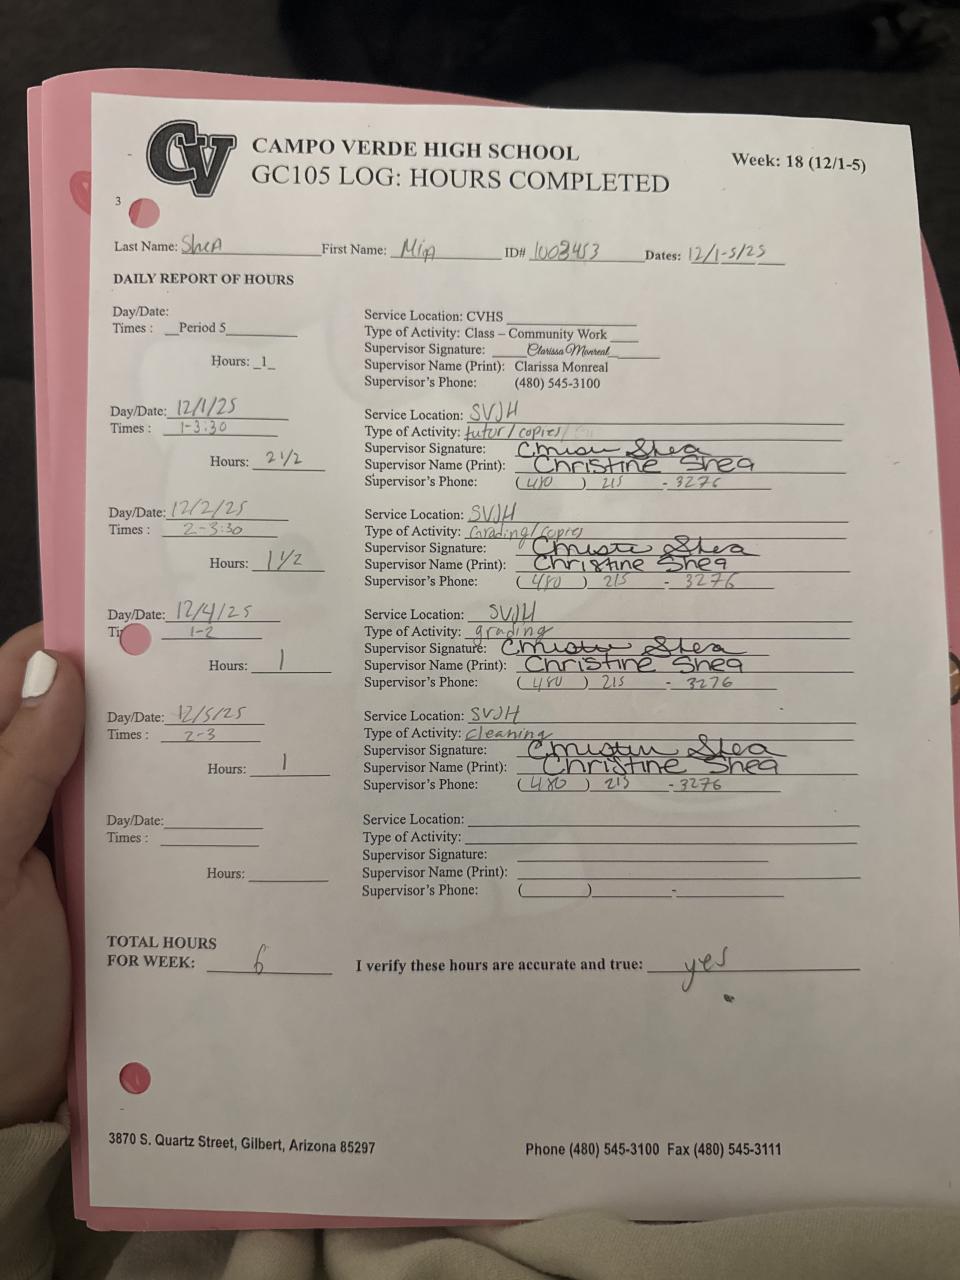 CV
CAMPO VERDE HIGH SCHOOL
GC105 LOG: HOURS COMPLETED
Week: 18 (12/1-5)
3
Last Name: SheA First Name: Mia ID# 1003453 Dates: 12/1-5/25
DAILY REPORT OF HOURS
Day/Date:
Times : Period 5
Hours: 1
Service Location: CVHS
Type of Activity: Class – Community Work
Supervisor Signature: Clarissa Monreal
Supervisor Name (Print): Clarissa Monreal
Supervisor's Phone: (480) 545-3100
Day/Date: 12/1/25
Times : 1-3:30
Hours: 2 1/2
Service Location: SVJH
Type of Activity: tutor/copies/
Supervisor Signature: Christine Shea
Supervisor Name (Print): Christine Shea
Supervisor's Phone: (480) 215-3276
Day/Date: 12/2/25
Times : 2-3:30
Hours: 1 1/2
Service Location: SVJH
Type of Activity: Grading/copies
Supervisor Signature: Christine Shea
Supervisor Name (Print): Christine Shea
Supervisor's Phone: (480) 215-3276
Day/Date: 12/4/25
Ti 1-2
Hours: 1
Service Location: SVJH
Type of Activity: grading
Supervisor Signature: Christine Shea
Supervisor Name (Print): Christine Shea
Supervisor's Phone: (480) 215-3276
Day/Date: 12/5/25
Times : 2-3
Hours: 1
Service Location: SVJH
Type of Activity: cleaning
Supervisor Signature: Christine Shea
Supervisor Name (Print): Christine Shea
Supervisor's Phone: (480) 215-3276
Day/Date:
Times :
Hours:
Service Location:
Type of Activity:
Supervisor Signature:
Supervisor Name (Print):
Supervisor's Phone: ( ) -
TOTAL HOURS
FOR WEEK: 6
I verify these hours are accurate and true: yes
3870 S. Quartz Street, Gilbert, Arizona 85297
Phone (480) 545-3100 Fax (480) 545-3111